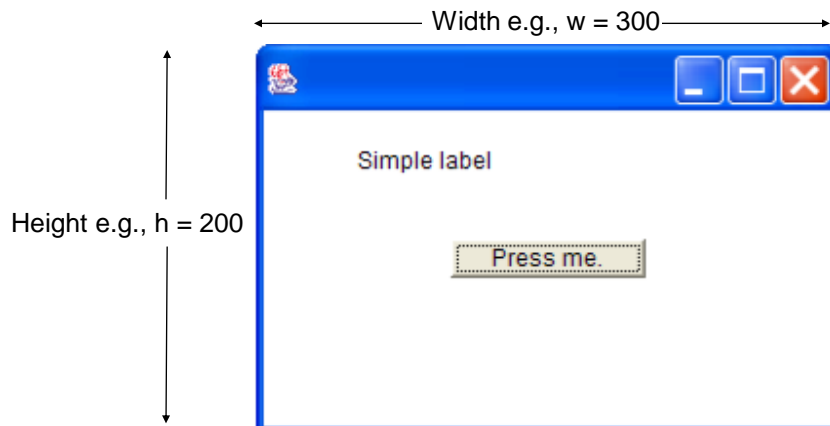 Width e.g., w = 300
Simple label
Height e.g., h = 200
Press me.